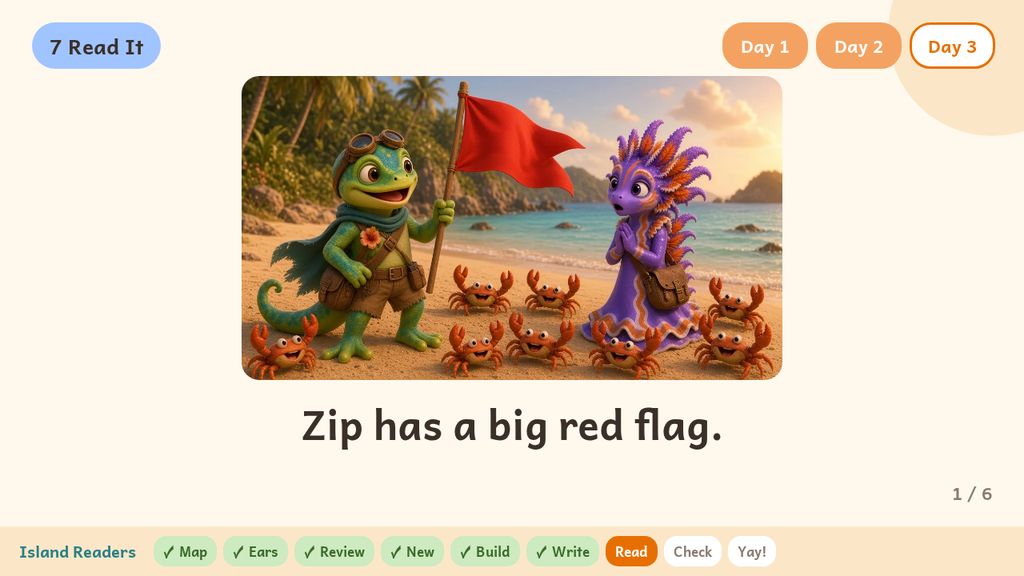 7 Read It
Day 1
Day 2
Day 3
Zip has a big red flag.
1 / 6
Island Readers
✓ Map
✓ Ears
✓ Review
✓ New
✓ Build
✓ Write
Read
Check
Yay!